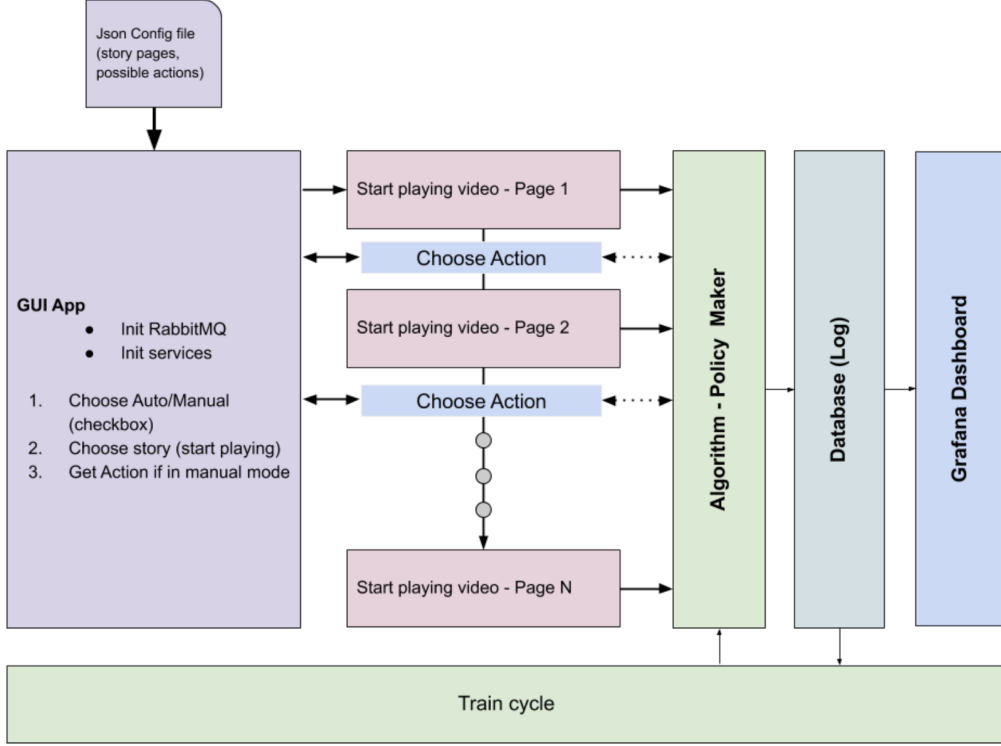 Json Config file
(story pages,
possible actions)
GUI App
● Init RabbitMQ
● Init services
1. Choose Auto/Manual
(checkbox)
2. Choose story (start playing)
3. Get Action if in manual mode
Start playing video - Page 1
Choose Action
Start playing video - Page 2
Choose Action
Start playing video - Page N
Algorithm - Policy Maker
Database (Log)
Grafana Dashboard
Train cycle